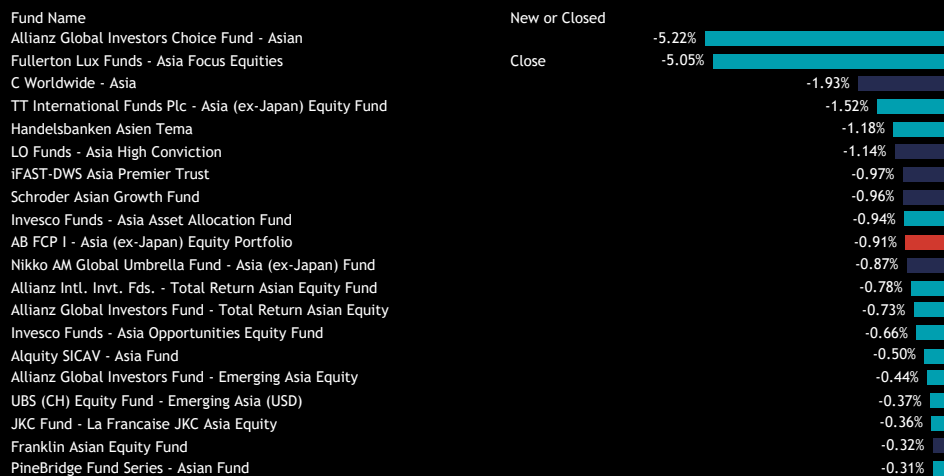 Fund Name New or Closed
Allianz Global Investors Choice Fund - Asian -5.22%
Fullerton Lux Funds - Asia Focus Equities Close -5.05%
C Worldwide - Asia -1.93%
TT International Funds Plc - Asia (ex-Japan) Equity Fund -1.52%
Handelsbanken Asien Tema -1.18%
LO Funds - Asia High Conviction -1.14%
iFAST-DWS Asia Premier Trust -0.97%
Schroder Asian Growth Fund -0.96%
Invesco Funds - Asia Asset Allocation Fund -0.94%
AB FCP I - Asia (ex-Japan) Equity Portfolio -0.91%
Nikko AM Global Umbrella Fund - Asia (ex-Japan) Fund -0.87%
Allianz Intl. Invt. Fds. - Total Return Asian Equity Fund -0.78%
Allianz Global Investors Fund - Total Return Asian Equity -0.73%
Invesco Funds - Asia Opportunities Equity Fund -0.66%
Alquity SICAV - Asia Fund -0.50%
Allianz Global Investors Fund - Emerging Asia Equity -0.44%
UBS (CH) Equity Fund - Emerging Asia (USD) -0.37%
JKC Fund - La Francaise JKC Asia Equity -0.36%
Franklin Asian Equity Fund -0.32%
PineBridge Fund Series - Asian Fund -0.31%